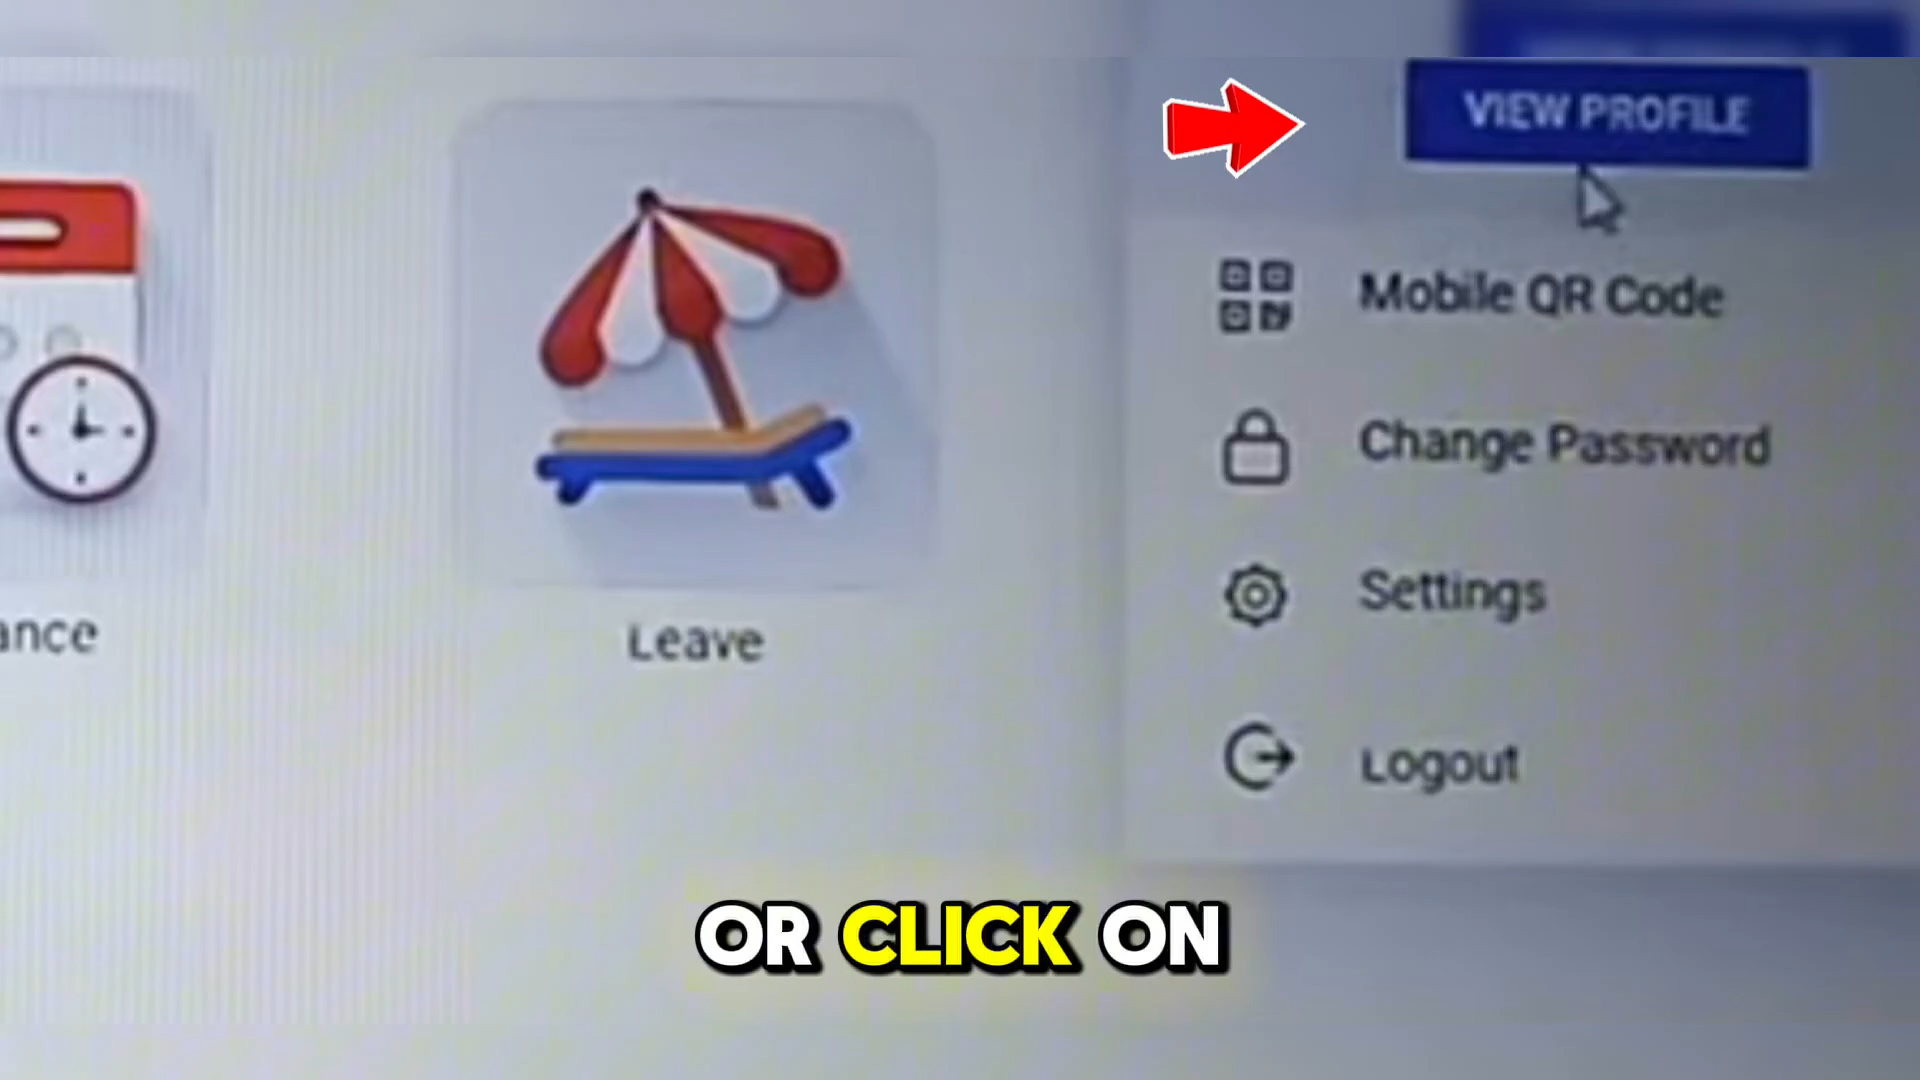 VIEW PROFILE
Mobile QR Code
Change Password
Settings
Logout
ance
Leave
OR CLICK ON